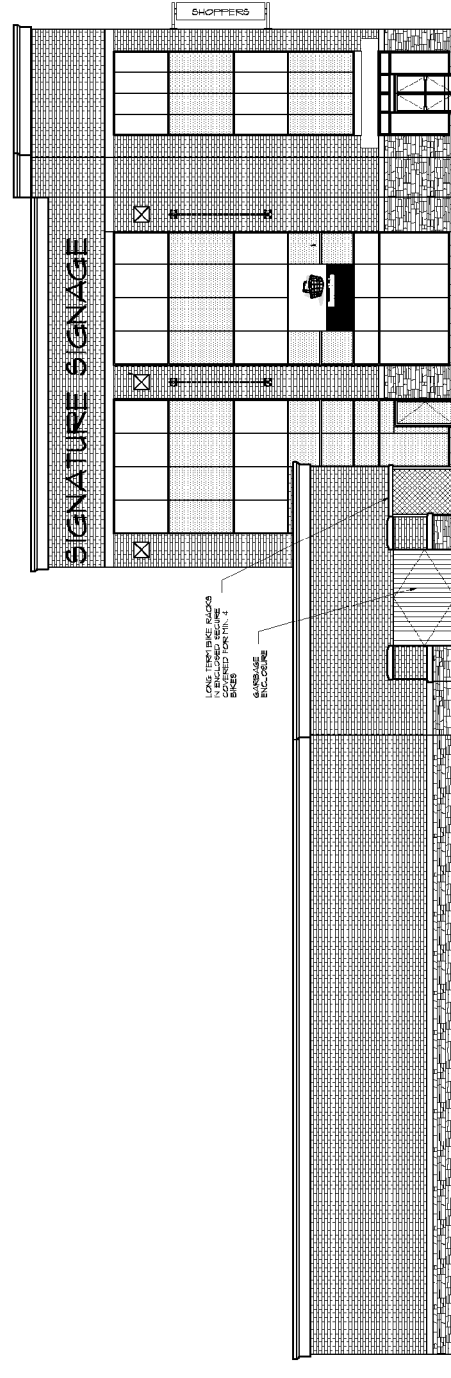 SHOPPERS
SIGNATURE SIGNAGE
LONG TERM BIKE RACKS
IN ENCLOSED SECURE
COVERED FOR MIN. 4
BIKES
GARBAGE
ENCLOSURE